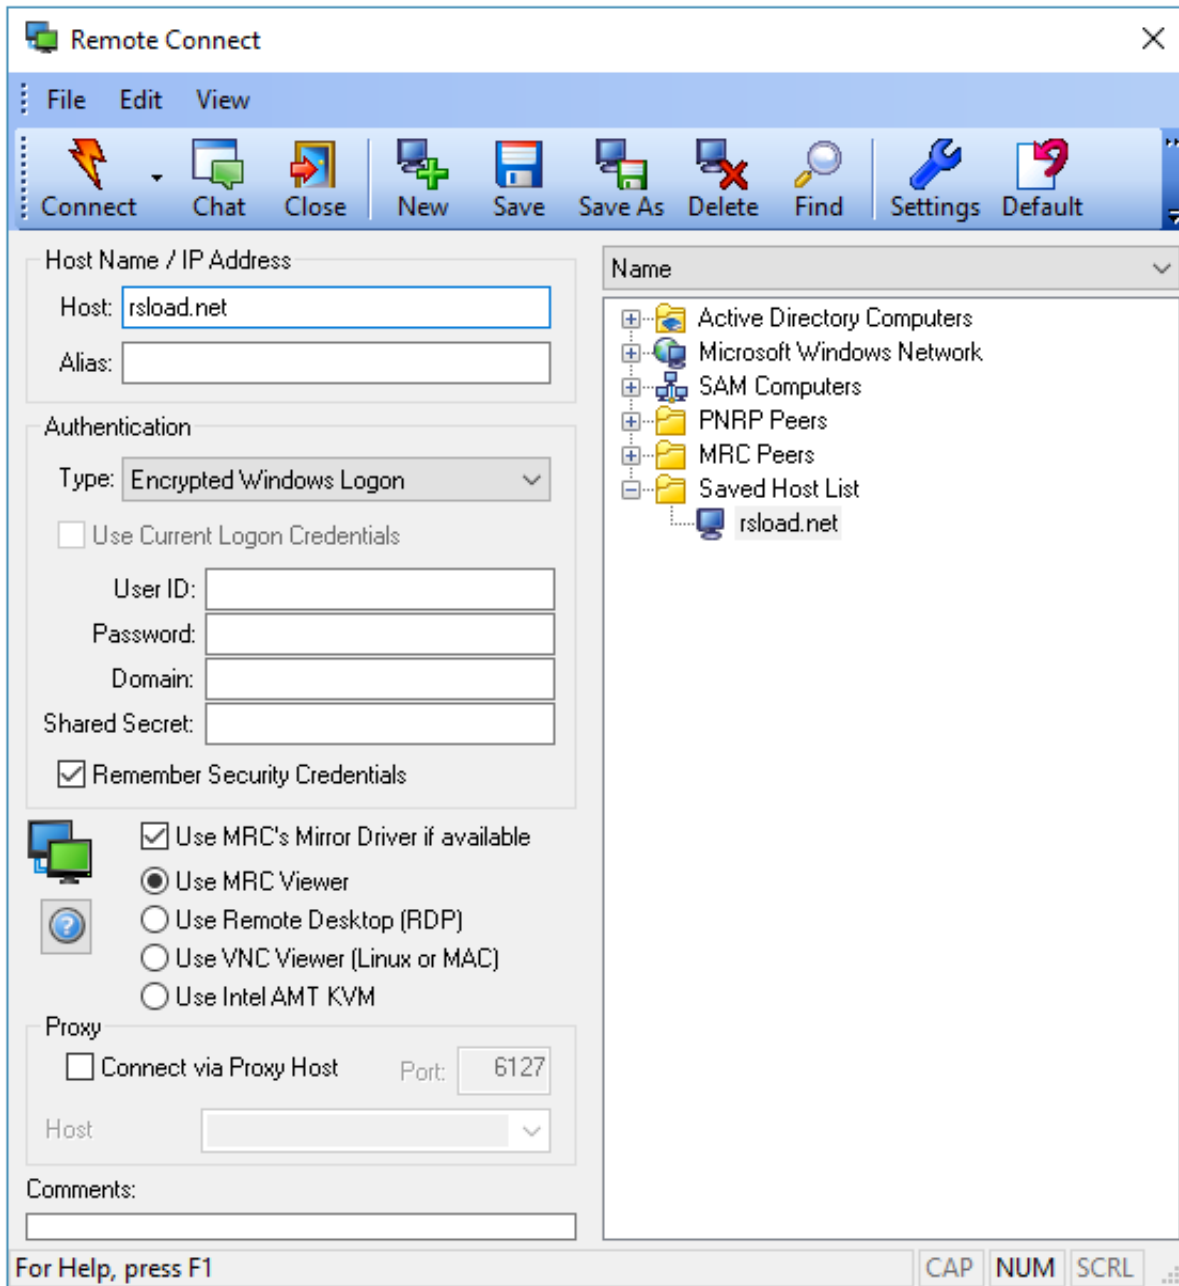 Remote Connect
File Edit View
Connect Chat Close New Save Save As Delete Find Settings Default
Host Name / IP Address
Host: rsload.net
Alias:
Authentication
Type: Encrypted Windows Logon
Use Current Logon Credentials
User ID:
Password:
Domain:
Shared Secret:
Remember Security Credentials
Use MRC's Mirror Driver if available
Use MRC Viewer
Use Remote Desktop (RDP)
Use VNC Viewer (Linux or MAC)
Use Intel AMT KVM
Proxy
Connect via Proxy Host Port: 6127
Host
Comments:
Name
Active Directory Computers
Microsoft Windows Network
SAM Computers
PNRP Peers
MRC Peers
Saved Host List
rsload.net
For Help, press F1 CAP NUM SCRL